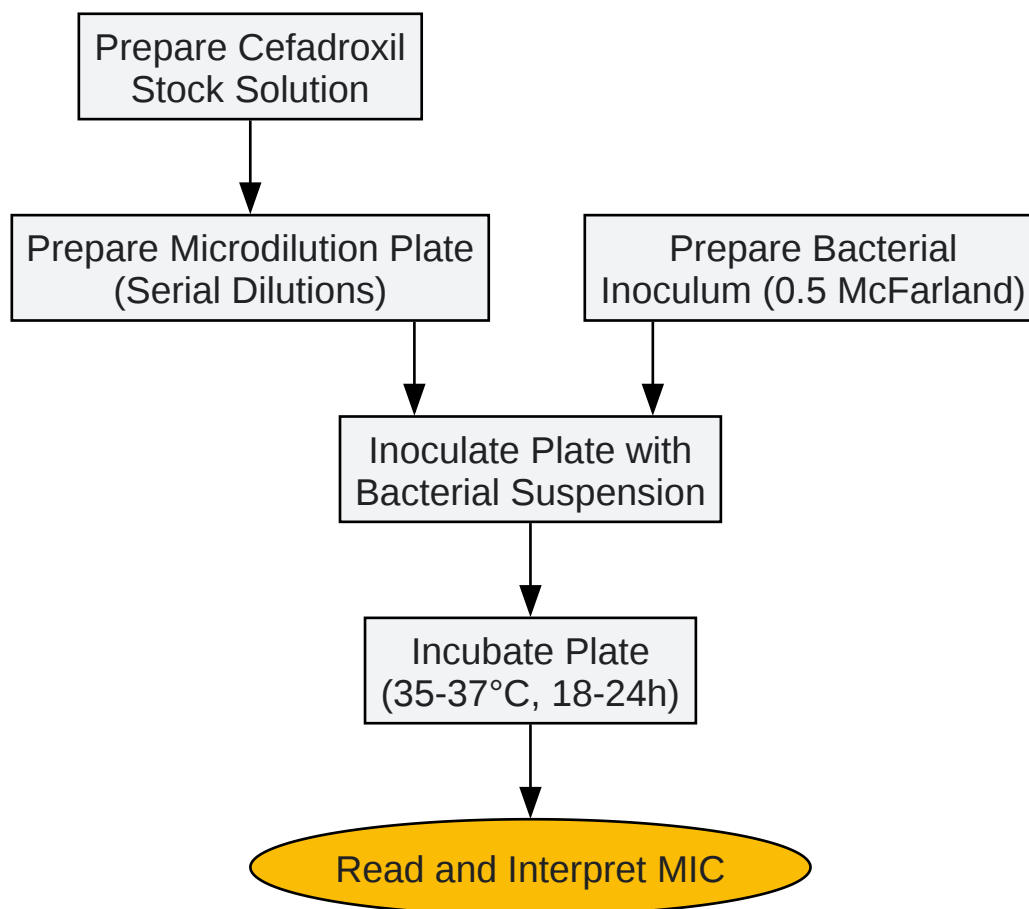 Prepare Cefadroxil
Stock Solution
Prepare Microdilution Plate
(Serial Dilutions)
Prepare Bacterial
Inoculum (0.5 McFarland)
Inoculate Plate with
Bacterial Suspension
Incubate Plate
(35-37°C, 18-24h)
Read and Interpret MIC